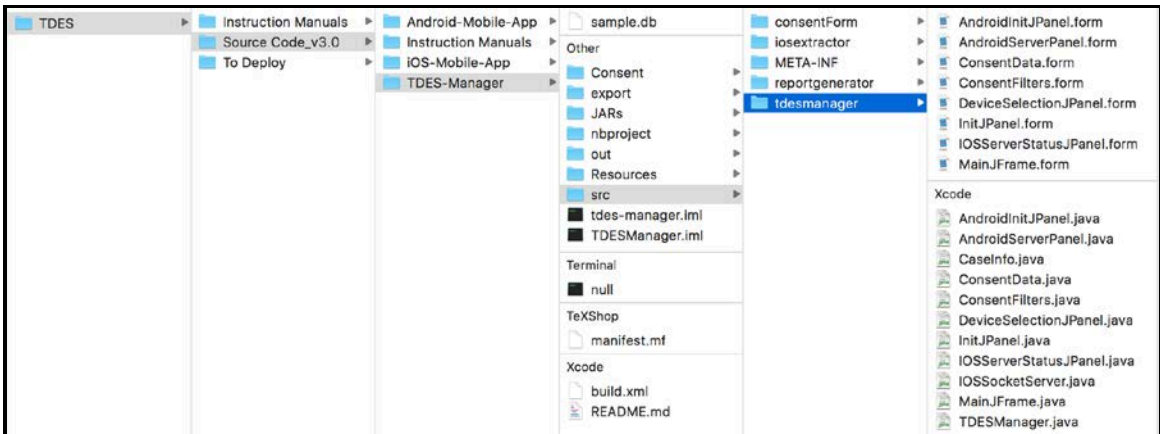 TDES
Instruction Manuals
Source Code_v3.0
To Deploy
Android-Mobile-App
Instruction Manuals
iOS-Mobile-App
TDES-Manager
sample.db
Other
Consent
export
JARs
nbproject
out
Resources
src
tdes-manager.iml
TDESManager.iml
Terminal
null
TeXShop
manifest.mf
Xcode
build.xml
README.md
consentForm
iosextractor
META-INF
reportgenerator
tdesmanager
AndroidInitJPanel.form
AndroidServerPanel.form
ConsentData.form
ConsentFilters.form
DeviceSelectionJPanel.form
InitJPanel.form
IOSServerStatusJPanel.form
MainJFrame.form
Xcode
AndroidInitJPanel.java
AndroidServerPanel.java
CaseInfo.java
ConsentData.java
ConsentFilters.java
DeviceSelectionJPanel.java
InitJPanel.java
IOSServerStatusJPanel.java
IOSSocketServer.java
MainJFrame.java
TDESManager.java